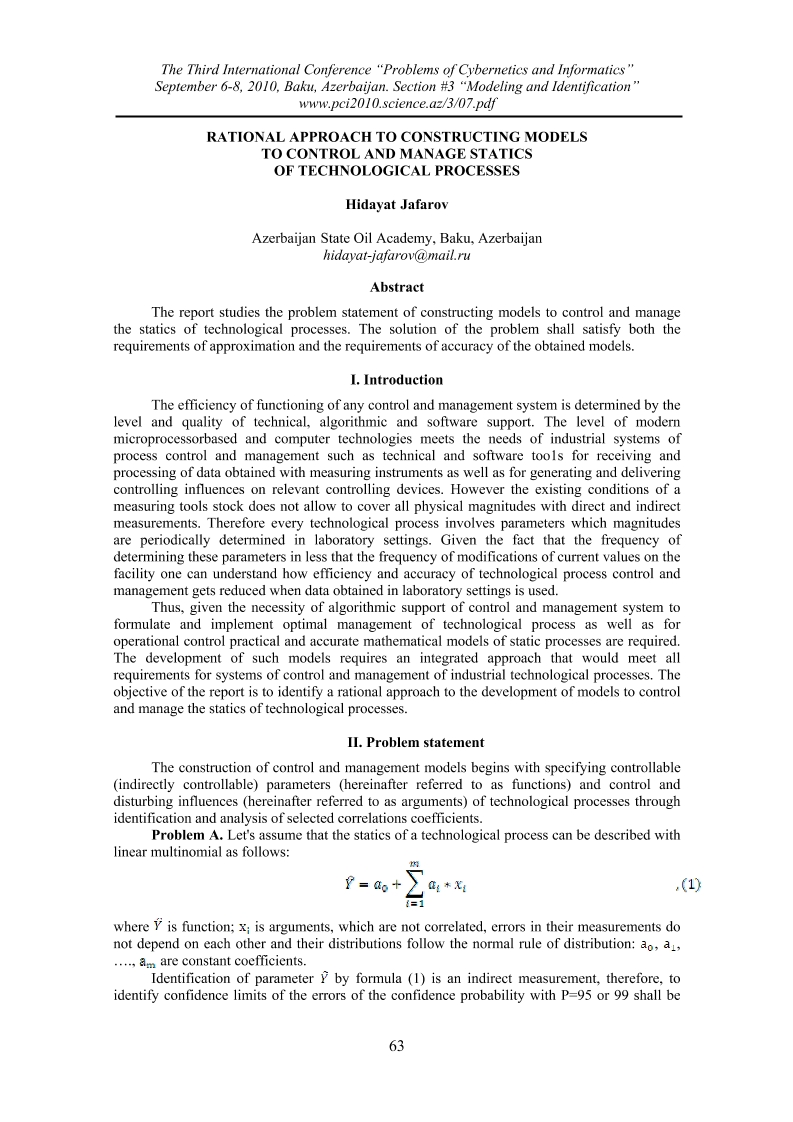 The Third International Conference “Problems of Cybernetics and Informatics”
September 6-8, 2010, Baku, Azerbaijan. Section #3 “Modeling and Identification”
www.pci2010.science.az/3/07.pdf
RATIONAL APPROACH TO CONSTRUCTING MODELS
TO CONTROL AND MANAGE STATICS
OF TECHNOLOGICAL PROCESSES
Hidayat Jafarov
Azerbaijan State Oil Academy, Baku, Azerbaijan
hidayat-jafarov@mail.ru
Abstract
The report studies the problem statement of constructing models to control and manage
the statics of technological processes. The solution of the problem shall satisfy both the
requirements of approximation and the requirements of accuracy of the obtained models.
I. Introduction
The efficiency of functioning of any control and management system is determined by the
level and quality of technical, algorithmic and software support. The level of modern
microprocessorbased and computer technologies meets the needs of industrial systems of
process control and management such as technical and software too1s for receiving and
processing of data obtained with measuring instruments as well as for generating and delivering
controlling influences on relevant controlling devices. However the existing conditions of a
measuring tools stock does not allow to cover all physical magnitudes with direct and indirect
measurements. Therefore every technological process involves parameters which magnitudes
are periodically determined in laboratory settings. Given the fact that the frequency of
determining these parameters in less that the frequency of modifications of current values on the
facility one can understand how efficiency and accuracy of technological process control and
management gets reduced when data obtained in laboratory settings is used.
Thus, given the necessity of algorithmic support of control and management system to
formulate and implement optimal management of technological process as well as for
operational control practical and accurate mathematical models of static processes are required.
The development of such models requires an integrated approach that would meet all
requirements for systems of control and management of industrial technological processes. The
objective of the report is to identify a rational approach to the development of models to control
and manage the statics of technological processes.
II. Problem statement
The construction of control and management models begins with specifying controllable
(indirectly controllable) parameters (hereinafter referred to as functions) and control and
disturbing influences (hereinafter referred to as arguments) of technological processes through
identification and analysis of selected correlations coefficients.
Problem A. Let's assume that the statics of a technological process can be described with
linear multinomial as follows:
Ŷ = a₀ + ∑_{i=1}^{m} aᵢ * xᵢ ,(1)
where Ŷ is function; xᵢ is arguments, which are not correlated, errors in their measurements do
not depend on each other and their distributions follow the normal rule of distribution: a₀, a₁,
…., aₘ are constant coefficients.
Identification of parameter Ŷ by formula (1) is an indirect measurement, therefore, to
identify confidence limits of the errors of the confidence probability with P=95 or 99 shall be
63